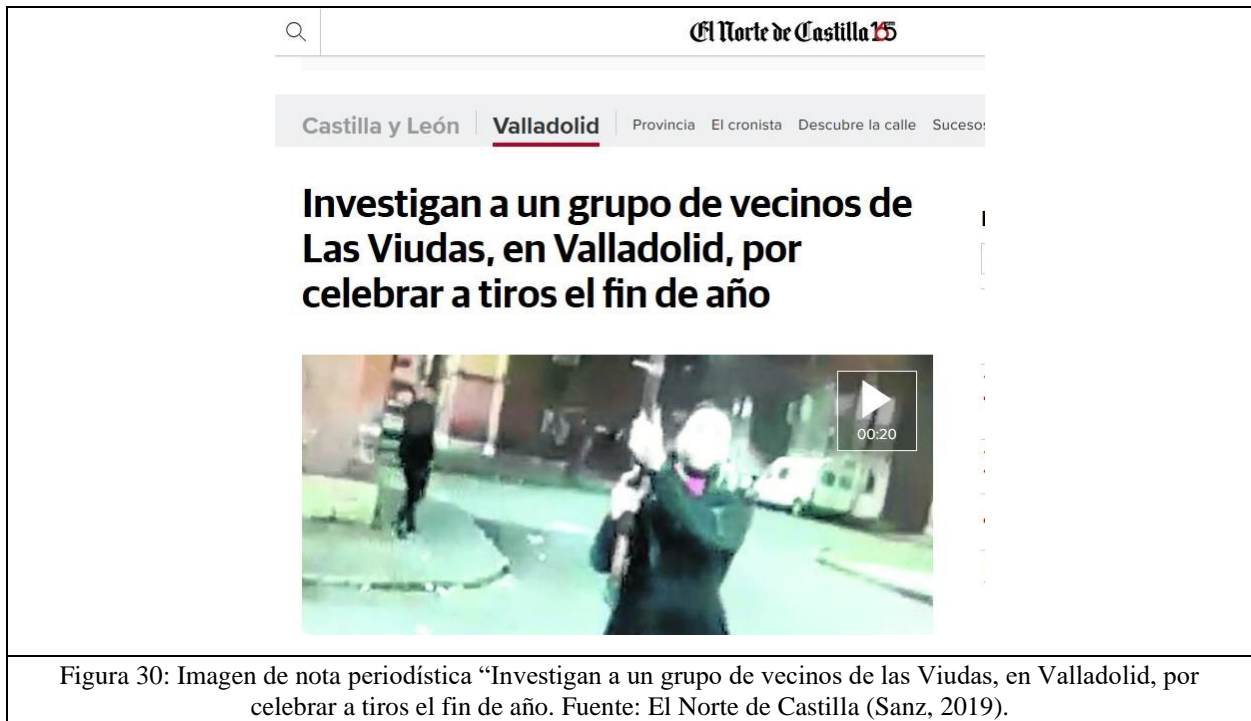 El Norte de Castilla 165
Castilla y León Valladolid Provincia El cronista Descubre la calle Sucesos
Investigan a un grupo de vecinos de
Las Viudas, en Valladolid, por
celebrar a tiros el fin de año
00:20
Figura 30: Imagen de nota periodística “Investigan a un grupo de vecinos de las Viudas, en Valladolid, por
celebrar a tiros el fin de año. Fuente: El Norte de Castilla (Sanz, 2019).